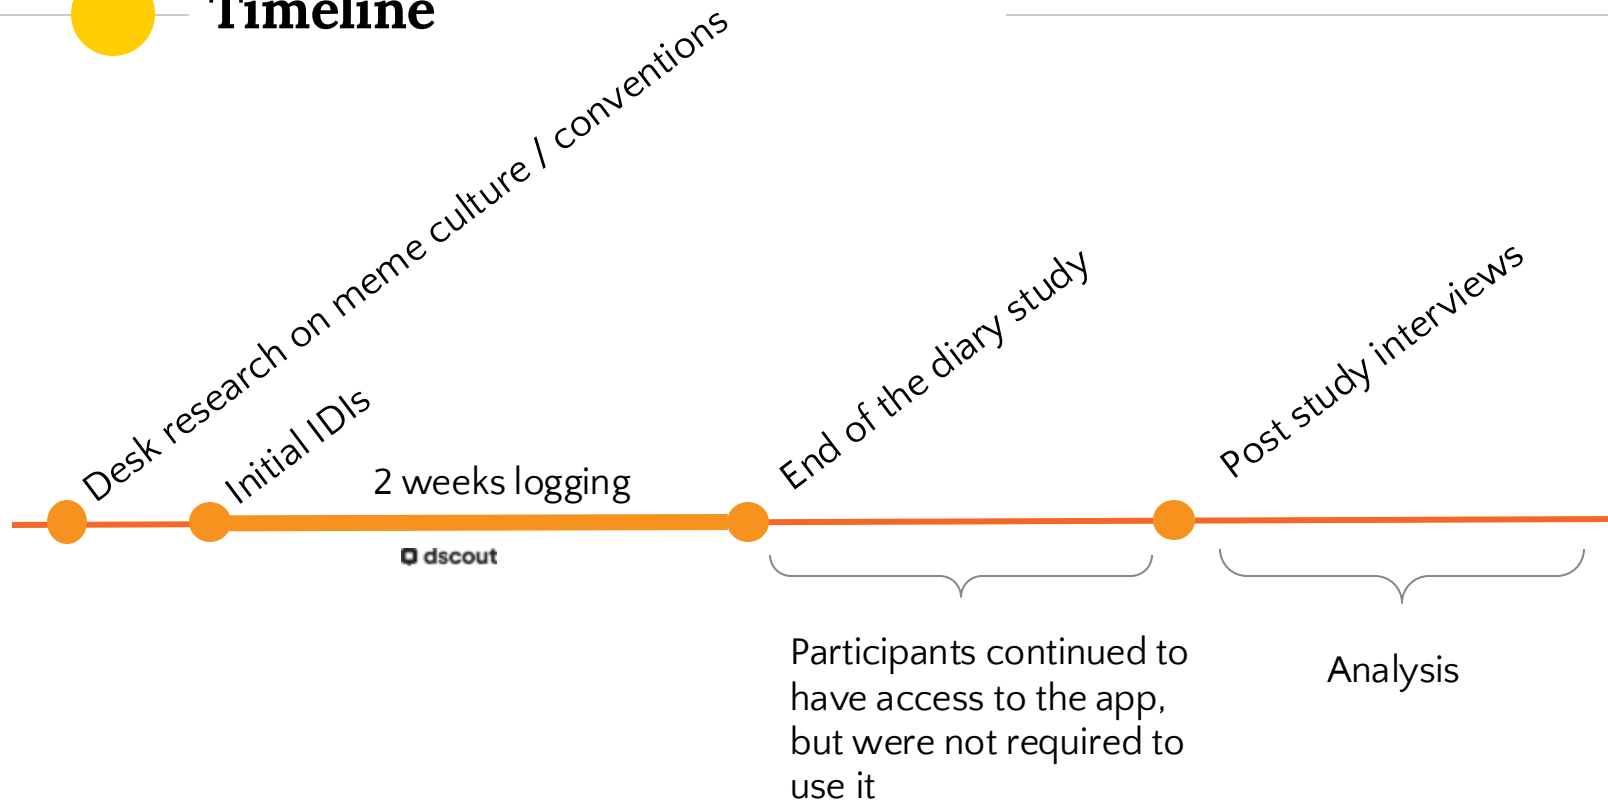 Timeline
Desk research on meme culture / conventions
Initial IDIs
2 weeks logging
dscout
End of the diary study
Post study interviews
Participants continued to
have access to the app,
but were not required to
use it
Analysis